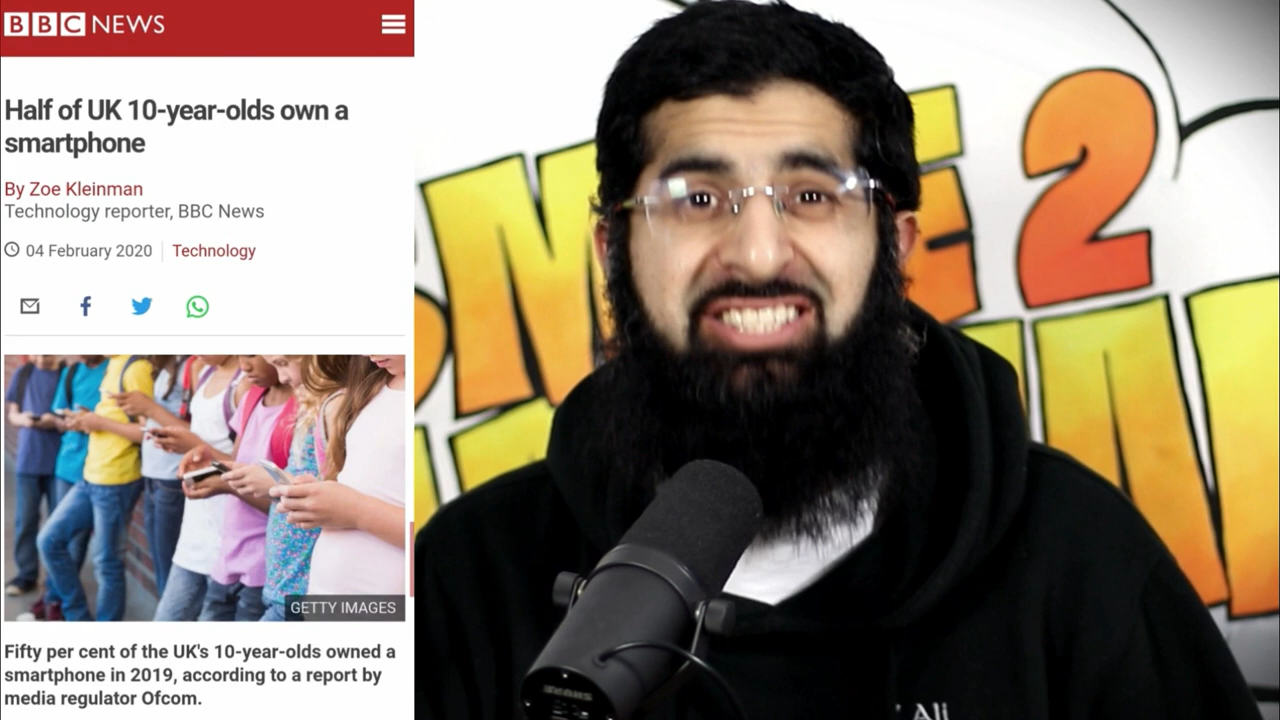 BBC NEWS
Half of UK 10-year-olds own a
smartphone
By Zoe Kleinman
Technology reporter, BBC News
04 February 2020 Technology
GETTY IMAGES
Fifty per cent of the UK's 10-year-olds owned a
smartphone in 2019, according to a report by
media regulator Ofcom.
2
Ali